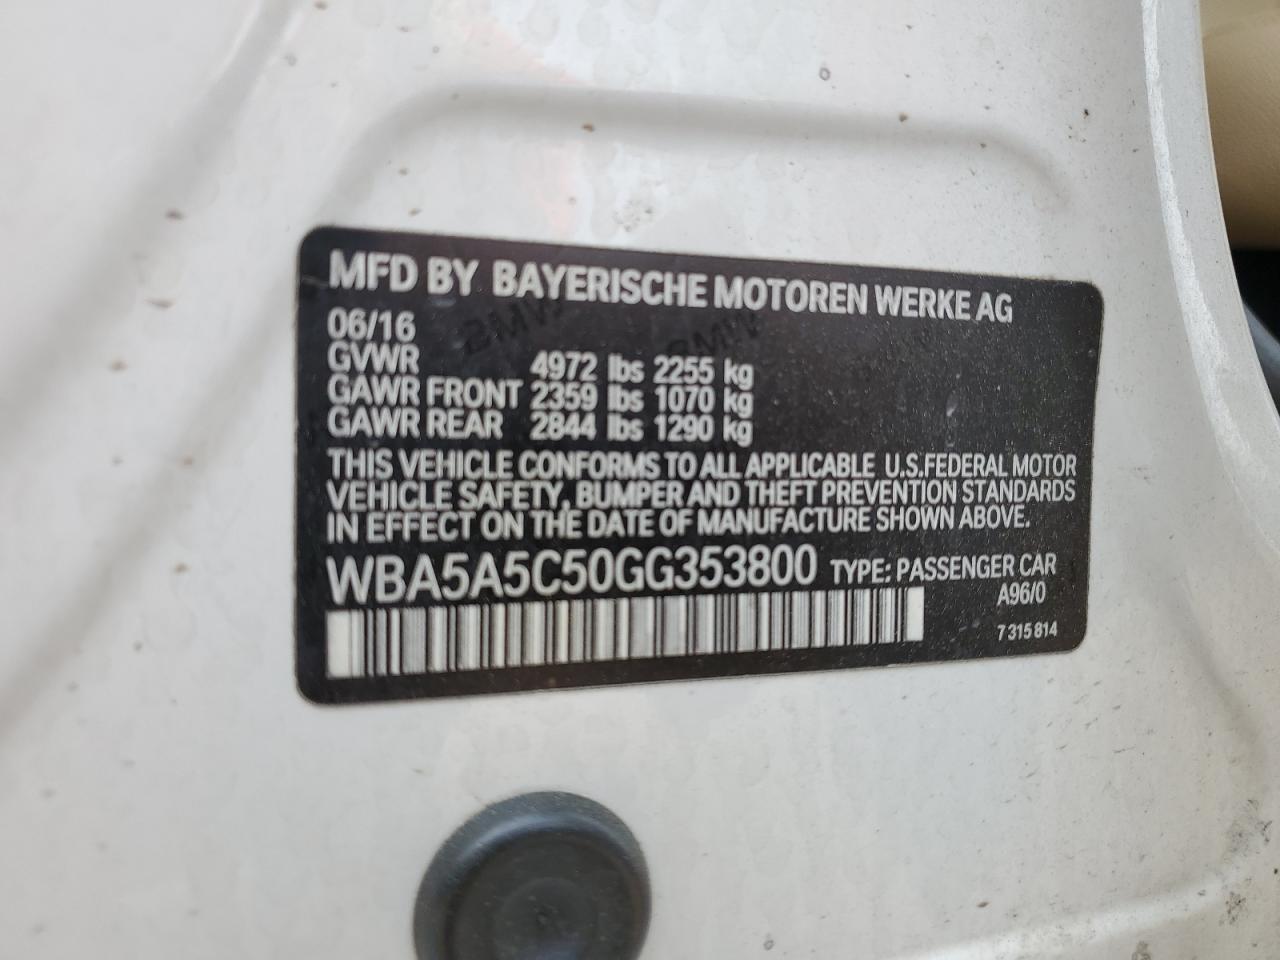 MFD BY BAYERISCHE MOTOREN WERKE AG
06/16
GVWR 4972 lbs 2255 kg
GAWR FRONT 2359 lbs 1070 kg
GAWR REAR 2844 lbs 1290 kg
THIS VEHICLE CONFORMS TO ALL APPLICABLE U.S.FEDERAL MOTOR
VEHICLE SAFETY, BUMPER AND THEFT PREVENTION STANDARDS
IN EFFECT ON THE DATE OF MANUFACTURE SHOWN ABOVE.
WBA5A5C50GG353800 TYPE: PASSENGER CAR
A96/0
7 315 814